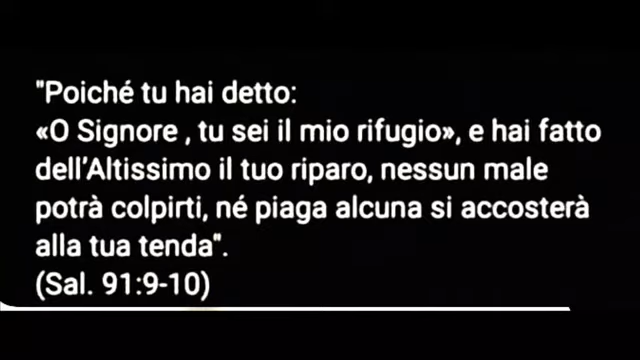 "Poiché tu hai detto:
«O Signore , tu sei il mio rifugio», e hai fatto
dell'Altissimo il tuo riparo, nessun male
potrà colpirti, né piaga alcuna si accosterà
alla tua tenda".
(Sal. 91:9-10)